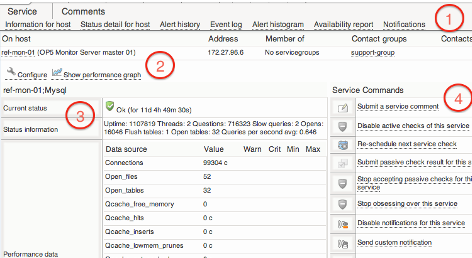 Service Comments
Information for host Status detail for host Alert history Event log Alert histogram Availability report Notifications 1
On host Address Member of Contact groups Contacts
ref-mon-01 (OP5 Monitor Server master 01) 172.27.96.6 No servicegroups support-group
2
Configure Show performance graph
ref-mon-01;Mysql Service Commands
Current status 3 Ok (for 11d 4h 49m 30s) Submit a service comment 4
Status information Uptime: 1107819 Threads: 2 Questions: 716323 Slow queries: 2 Opens:
16046 Flush tables: 1 Open tables: 32 Queries per second avg: 0.646
Disable active checks of this service
Data source Value Warn Crit Min Max Re-schedule next service check
Connections 99304 c Submit passive check result for this s
Open_files 52
Open_tables 32 Stop accepting passive checks for this
service
Qcache_free_memory 0
Qcache_hits 0 c Stop obsessing over this service
Qcache_inserts 0 c Disable notifications for this service
Qcache_lowmem_prunes 0 c Send custom notification
Performance data